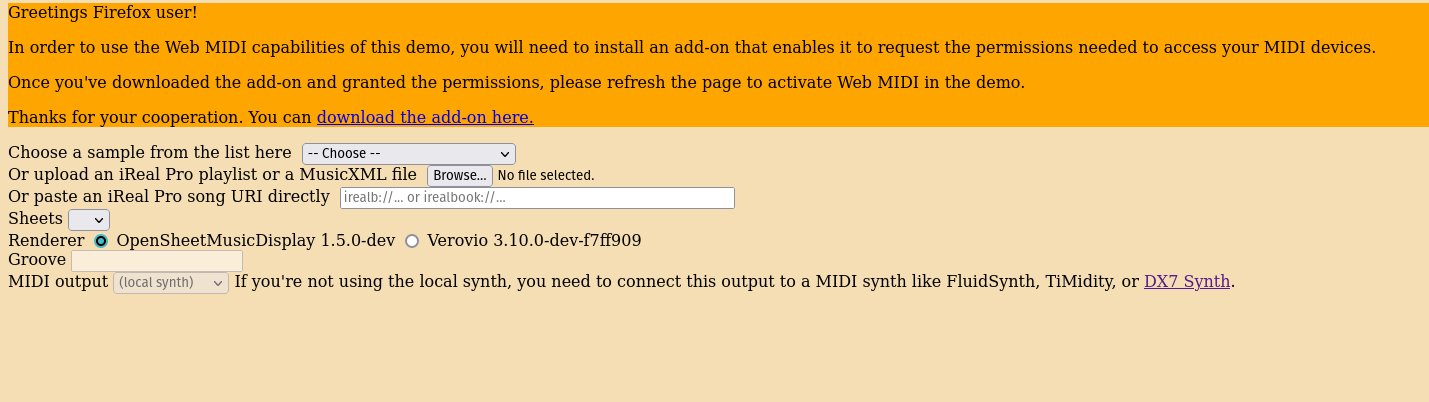 Greetings Firefox user!
In order to use the Web MIDI capabilities of this demo, you will need to install an add-on that enables it to request the permissions needed to access your MIDI devices.
Once you've downloaded the add-on and granted the permissions, please refresh the page to activate Web MIDI in the demo.
Thanks for your cooperation. You can download the add-on here.
Choose a sample from the list here -- Choose --
Or upload an iReal Pro playlist or a MusicXML file Browse... No file selected.
Or paste an iReal Pro song URI directly irealb://... or irealbook://...
Sheets
Renderer OpenSheetMusicDisplay 1.5.0-dev Verovio 3.10.0-dev-f7ff909
Groove
MIDI output (local synth) If you're not using the local synth, you need to connect this output to a MIDI synth like FluidSynth, TiMidity, or DX7 Synth.